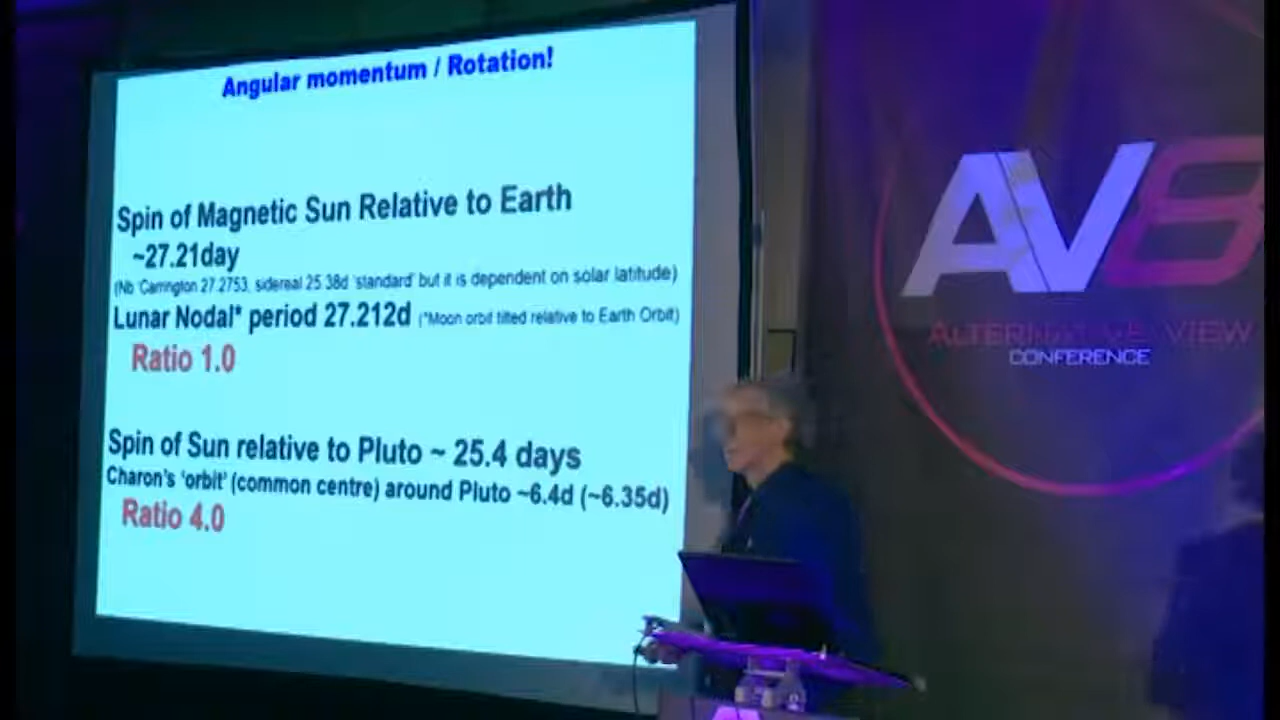 Angular momentum / Rotation!
Spin of Magnetic Sun Relative to Earth
~27.21day
(Nb 'Carrington 27.2753, sidereal 25.38d 'standard' but it is dependent on solar latitude)
Lunar Nodal* period 27.212d (*Moon orbit tilted relative to Earth Orbit)
Ratio 1.0
Spin of Sun relative to Pluto ~ 25.4 days
Charon's 'orbit' (common centre) around Pluto ~6.4d (~6.35d)
Ratio 4.0
AV8
ALTERNATIVE VIEW
CONFERENCE